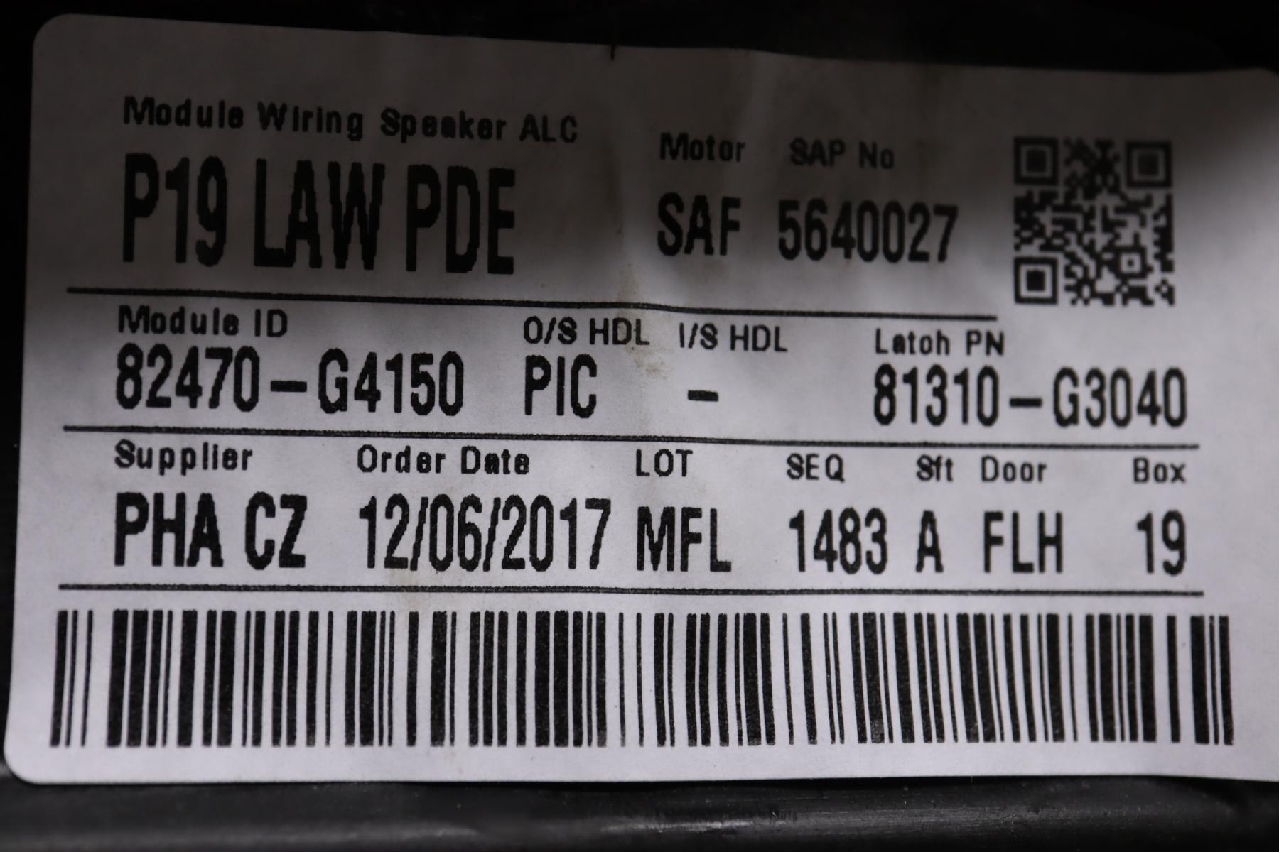 Module Wiring Speaker ALC Motor SAP No
P19 LAW PDE SAF 5640027
Module ID O/S HDL I/S HDL Latch PN
82470-G4150 PIC - 81310-G3040
Supplier Order Date LOT SEQ Sft Door Box
PHA CZ 12/06/2017 MFL 1483 A FLH 19